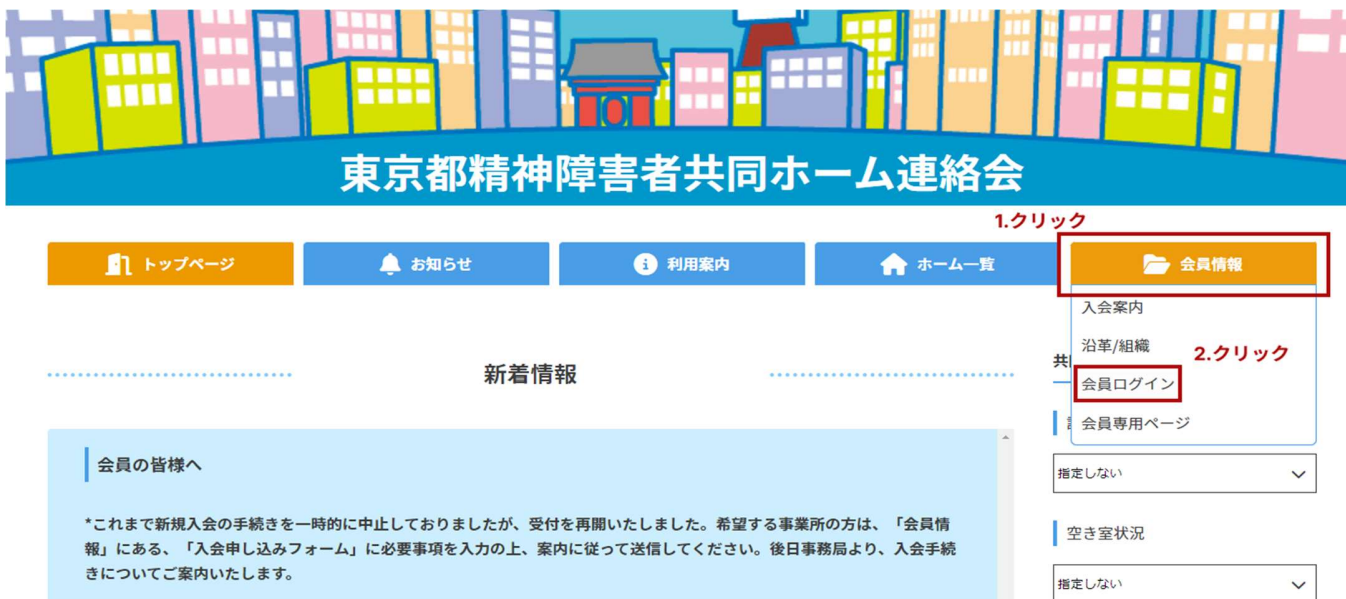 東京都精神障害者共同ホーム連絡会
1.クリック
トップページ
お知らせ
利用案内
ホーム一覧
会員情報
入会案内
沿革/組織
2.クリック
会員ログイン
会員専用ページ
新着情報
会員の皆様へ
*これまで新規入会の手続きを一時的に中止しておりましたが、受付を再開いたしました。希望する事業所の方は、「会員情
報」にある、「入会申し込みフォーム」に必要事項を入力の上、案内に従って送信してください。後日事務局より、入会手続
きについてご案内いたします。
共
指定しない
空き室状況
指定しない